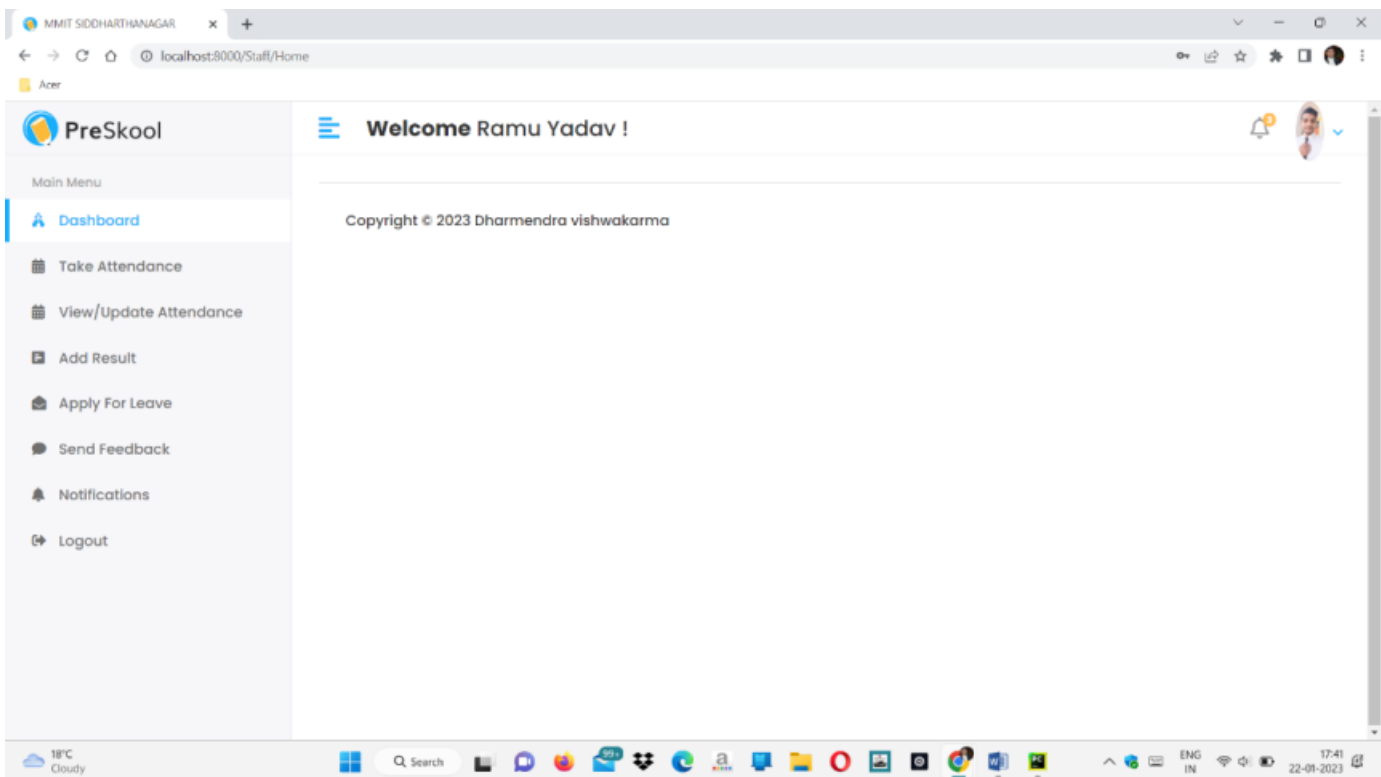 MMIT SIDDHARTHANAGAR
localhost:8000/Staff/Home
Acer
PreSkool
Welcome Ramu Yadav !
Main Menu
Dashboard
Copyright © 2023 Dharmendra vishwakarma
Take Attendance
View/Update Attendance
Add Result
Apply For Leave
Send Feedback
Notifications
Logout
18°C
Cloudy
Search
99+
a
ENG
IN
17:41
22-01-2023